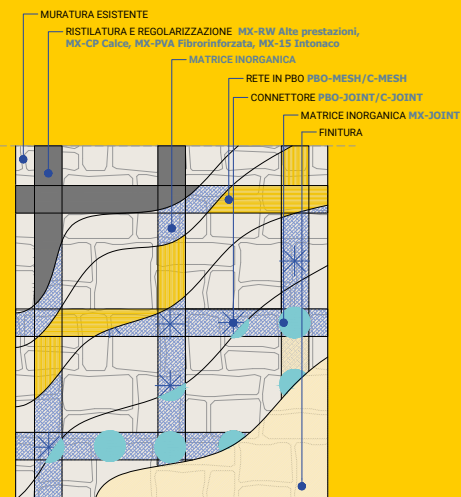 MURATURA ESISTENTE
RISTILATURA E REGOLARIZZAZIONE MX-RW Alte prestazioni,
MX-CP Calce, MX-PVA Fibrorinforzata, MX-15 Intonaco
MATRICE INORGANICA
RETE IN PBO PBO-MESH/C-MESH
CONNETTORE PBO-JOINT/C-JOINT
MATRICE INORGANICA MX-JOINT
FINITURA